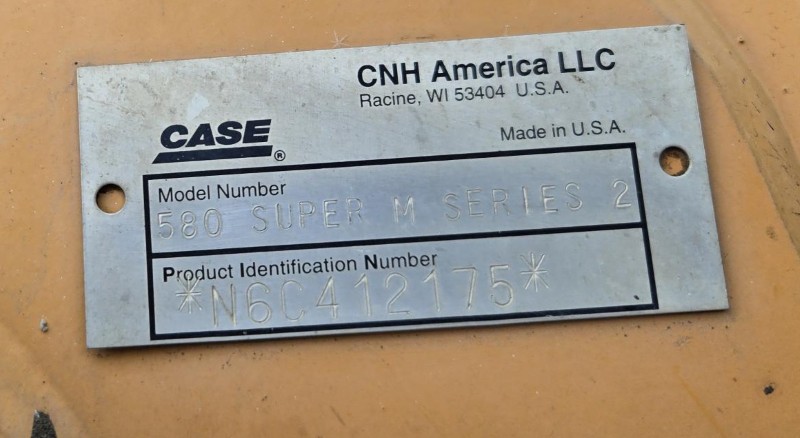 CNH America LLC
Racine, WI 53404 U.S.A.
CASE®
Made in U.S.A.
Model Number
580 SUPER M SERIES 2
Product Identification Number
*N6C412175*